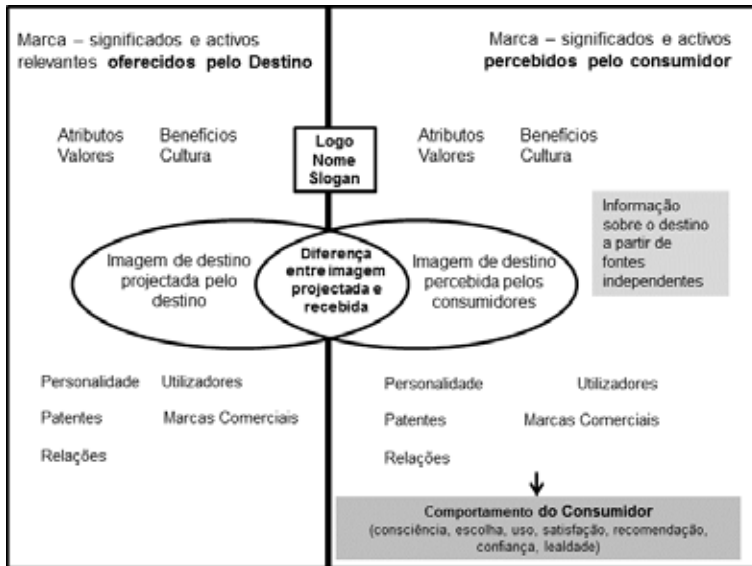 Marca – significados e activos
relevantes oferecidos pelo Destino
Marca – significados e activos
percebidos pelo consumidor
Atributos Benefícios
Valores Cultura
Logo
Nome
Slogan
Atributos Benefícios
Valores Cultura
Informação
sobre o destino
a partir de
fontes
independentes
Imagem de destino
projectada pelo
destino
Diferença
entre imagem
projectada e
recebida
Imagem de destino
percebida pelos
consumidores
Personalidade Utilizadores
Patentes Marcas Comerciais
Relações
Personalidade Utilizadores
Patentes Marcas Comerciais
Relações
Comportamento do Consumidor
(consciência, escolha, uso, satisfação, recomendação,
confiança, lealdade)